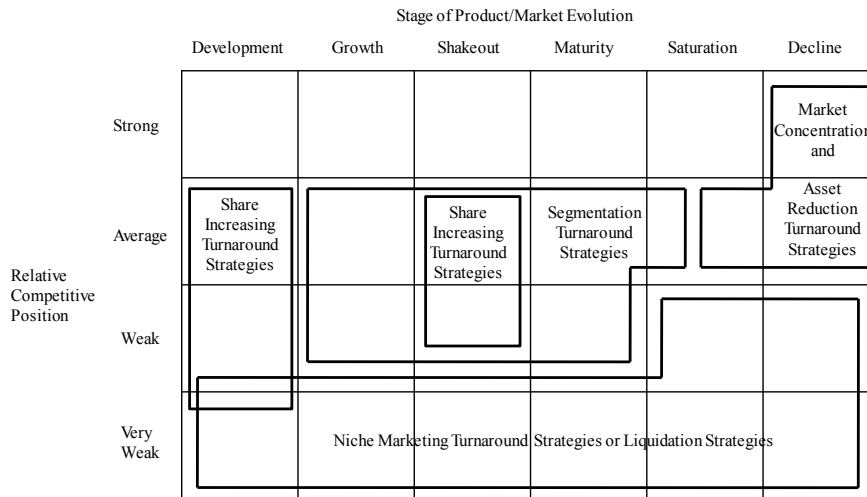 Stage of Product/Market Evolution
Development Growth Shakeout Maturity Saturation Decline
Strong
Market
Concentration
and
Asset
Reduction
Turnaround
Strategies
Average
Share
Increasing
Turnaround
Strategies
Share
Increasing
Turnaround
Strategies
Segmentation
Turnaround
Strategies
Relative
Competitive
Position
Weak
Very
Weak
Niche Marketing Turnaround Strategies or Liquidation Strategies